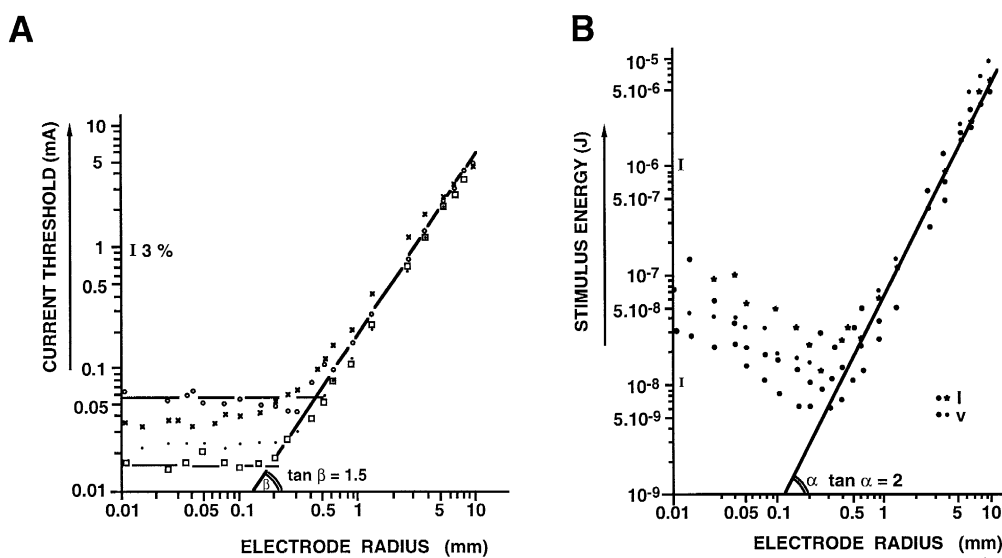 A
CURRENT THRESHOLD (mA)
10
5
1
0.5
0.1
0.05
0.01
I 3 %
β
tan β = 1.5
0.01
0.05
0.1
0.5
1
5
10
ELECTRODE RADIUS (mm)
B
STIMULUS ENERGY (J)
10-5
5.10-6
10-6
5.10-7
10-7
5.10-8
10-8
5.10-9
10-9
I
I
I
V
α tan α = 2
0.01
0.05
0.1
0.5
1
5
10
ELECTRODE RADIUS (mm)